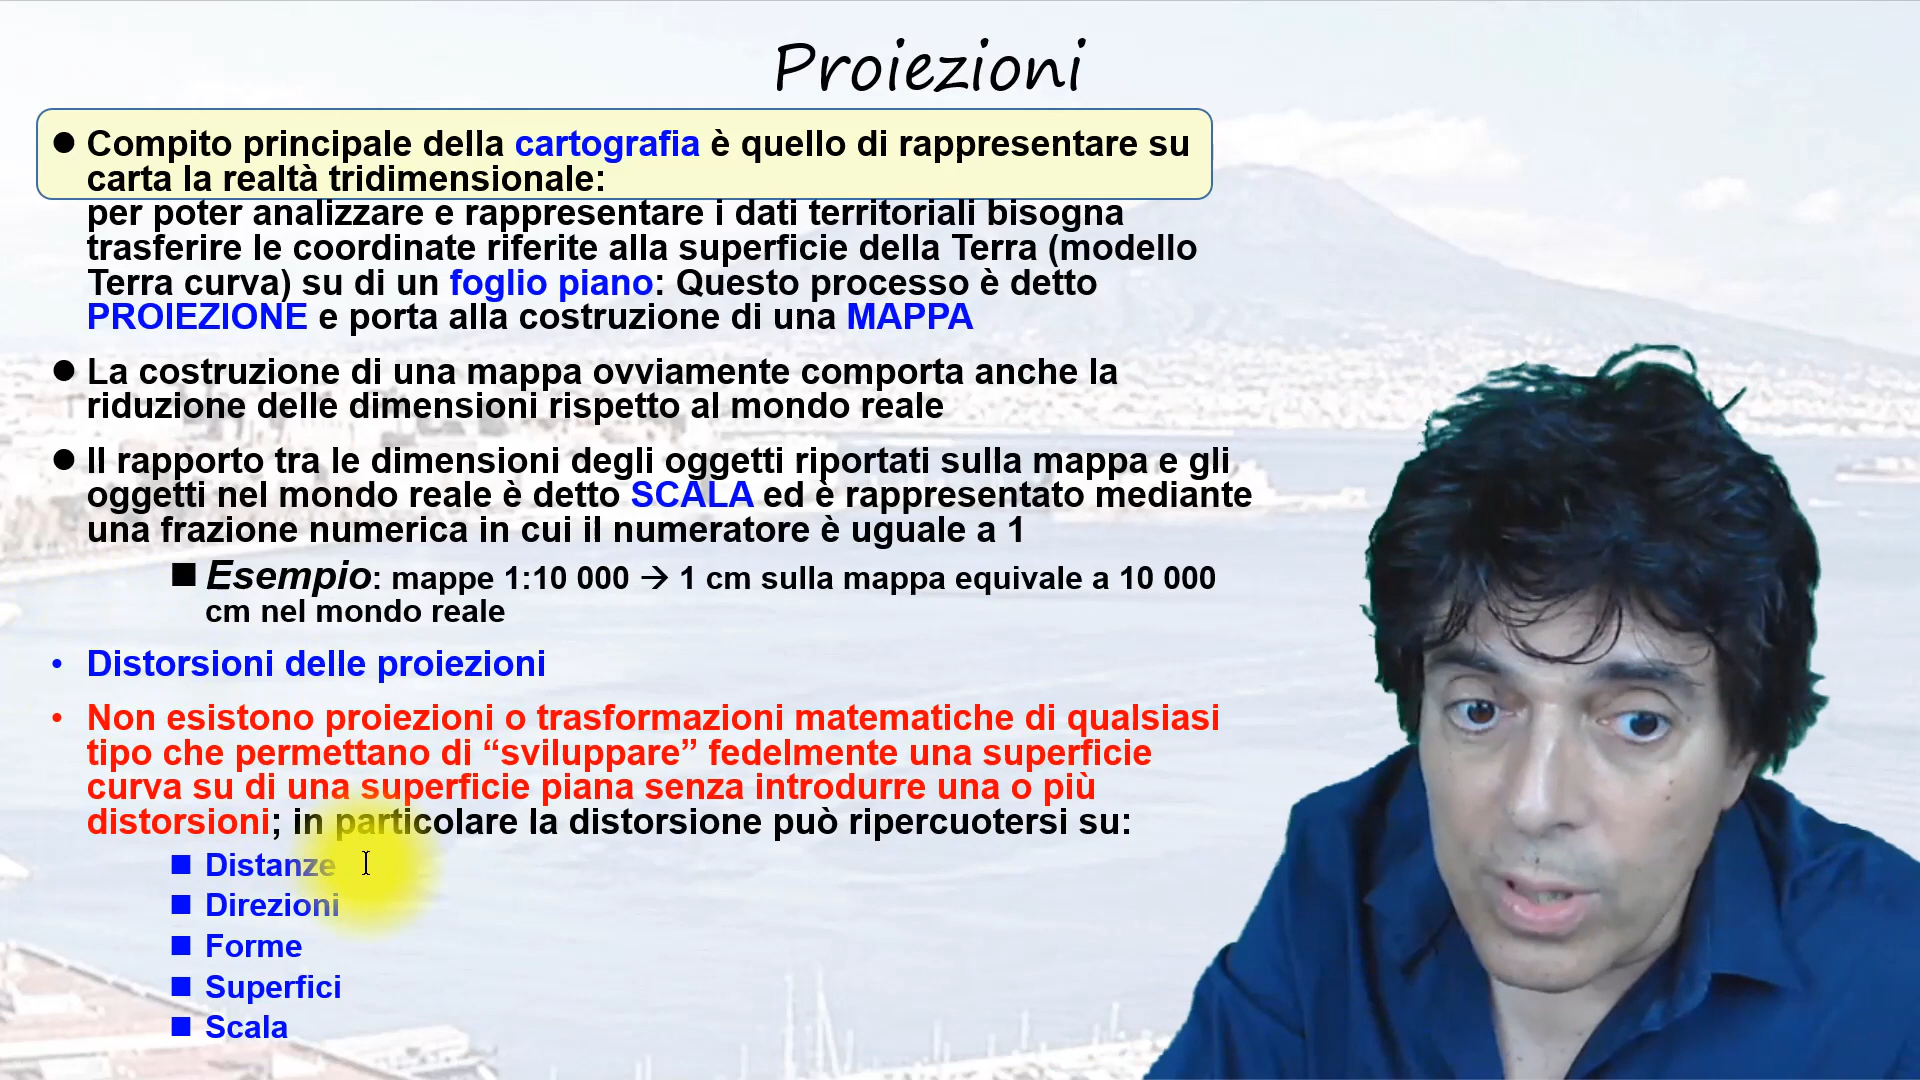 Proiezioni
● Compito principale della cartografia è quello di rappresentare su
carta la realtà tridimensionale:
per poter analizzare e rappresentare i dati territoriali bisogna
trasferire le coordinate riferite alla superficie della Terra (modello
Terra curva) su di un foglio piano: Questo processo è detto
PROIEZIONE e porta alla costruzione di una MAPPA
● La costruzione di una mappa ovviamente comporta anche la
riduzione delle dimensioni rispetto al mondo reale
● Il rapporto tra le dimensioni degli oggetti riportati sulla mappa e gli
oggetti nel mondo reale è detto SCALA ed è rappresentato mediante
una frazione numerica in cui il numeratore è uguale a 1
■ Esempio: mappe 1:10 000 → 1 cm sulla mappa equivale a 10 000
cm nel mondo reale
• Distorsioni delle proiezioni
• Non esistono proiezioni o trasformazioni matematiche di qualsiasi
tipo che permettano di “sviluppare” fedelmente una superficie
curva su di una superficie piana senza introdurre una o più
distorsioni; in particolare la distorsione può ripercuotersi su:
■ Distanze
■ Direzioni
■ Forme
■ Superfici
■ Scala